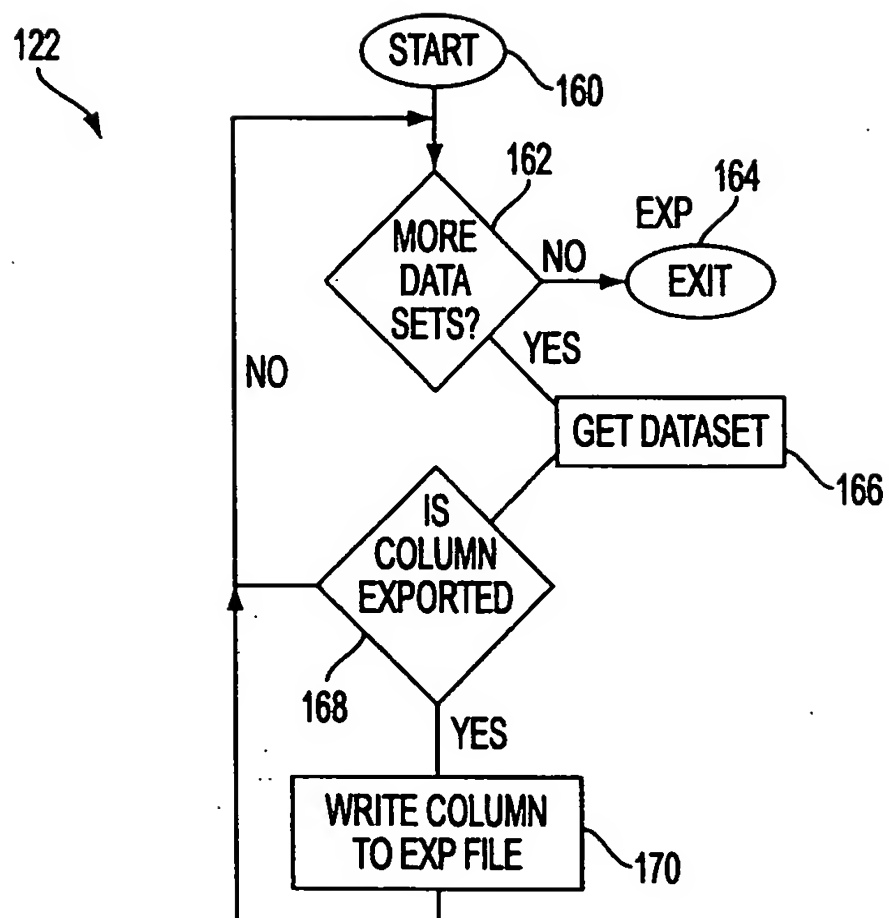 122
START
160
162
MORE
DATA
SETS?
NO
EXP
164
EXIT
YES
NO
GET DATASET
166
IS
COLUMN
EXPORTED
168
YES
WRITE COLUMN
TO EXP FILE
170